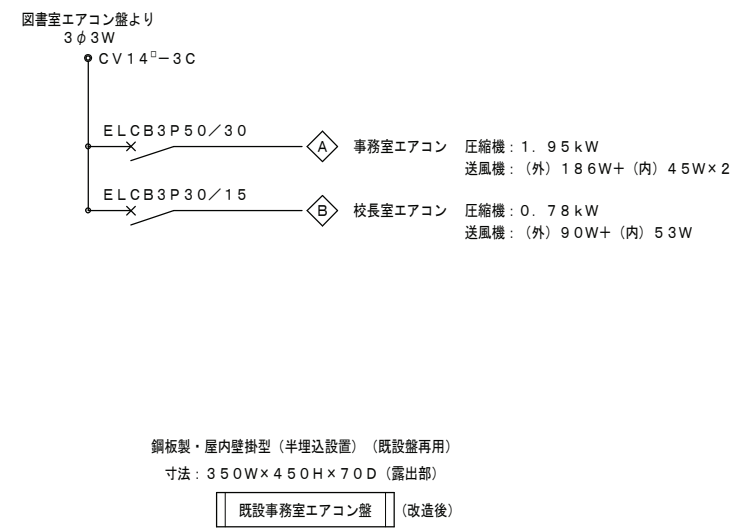 図書室エアコン盤より
3φ3W
CV14□－3C
ELCB3P50／30
A 事務室エアコン 圧縮機：1．95kW
送風機：（外）186W＋（内）45W×2
ELCB3P30／15
B 校長室エアコン 圧縮機：0．78kW
送風機：（外）90W＋（内）53W
鋼板製・屋内壁掛型（半埋込設置）（既設盤再用）
寸法：350W×450H×70D（露出部）
既設事務室エアコン盤（改造後）